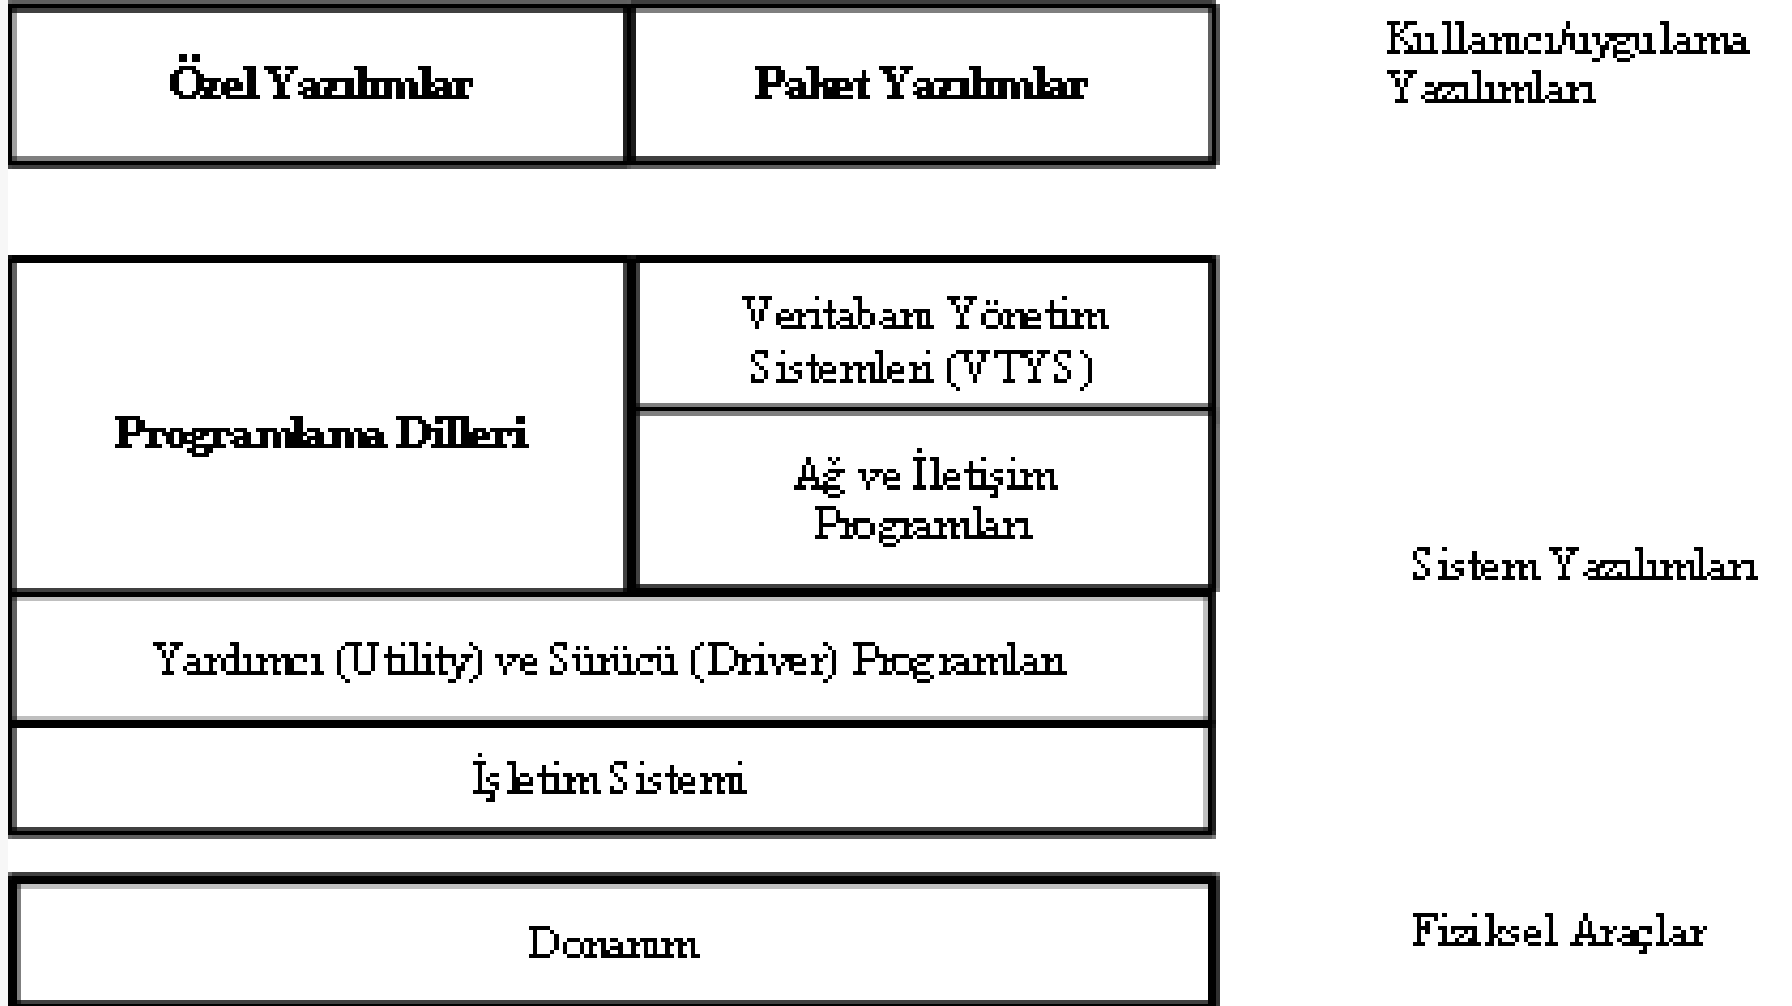 Özel Yazılımlar
Paket Yazılımlar
Kullanıcı/uygulama
Yazılımları
Veritabanı Yönetim
Sistemleri (VTYS)
Programlama Dilleri
Ağ ve İletişim
Programları
Sistem Yazılımları
Yardımcı (Utility) ve Sürücü (Driver) Programları
İşletim Sistemi
Donanım
Fiziksel Araçlar